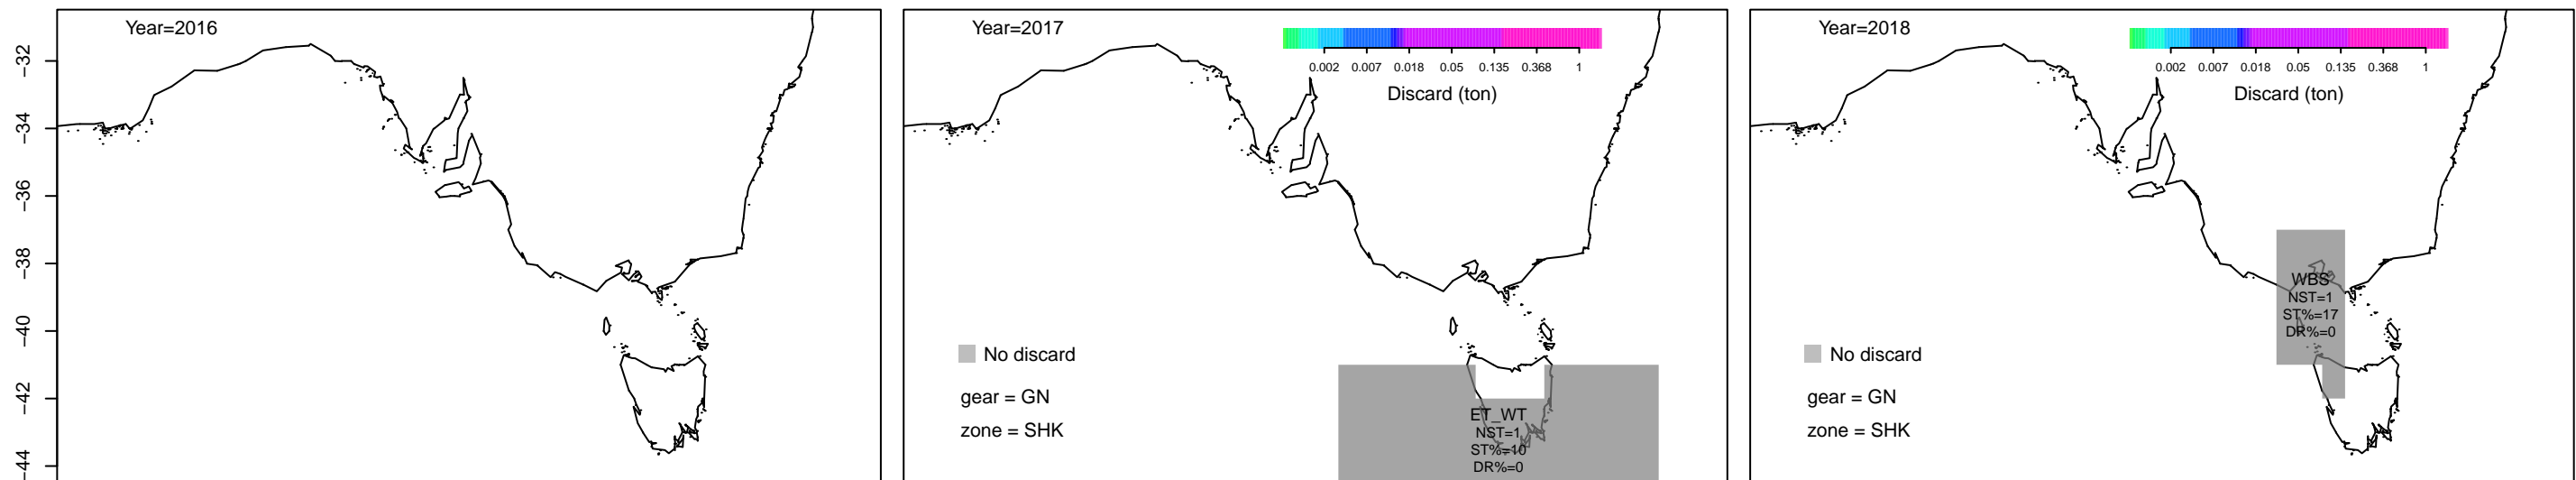 Year=2016
−32
−34
−36
−38
−40
−42
−44
Year=2017
0.002 0.007 0.018 0.05 0.135 0.368 1
Discard (ton)
No discard
gear = GN
zone = SHK
ET_WT
NST=1
ST%=10
DR%=0
Year=2018
0.002 0.007 0.018 0.05 0.135 0.368 1
Discard (ton)
WBS
NST=1
ST%=17
DR%=0
No discard
gear = GN
zone = SHK